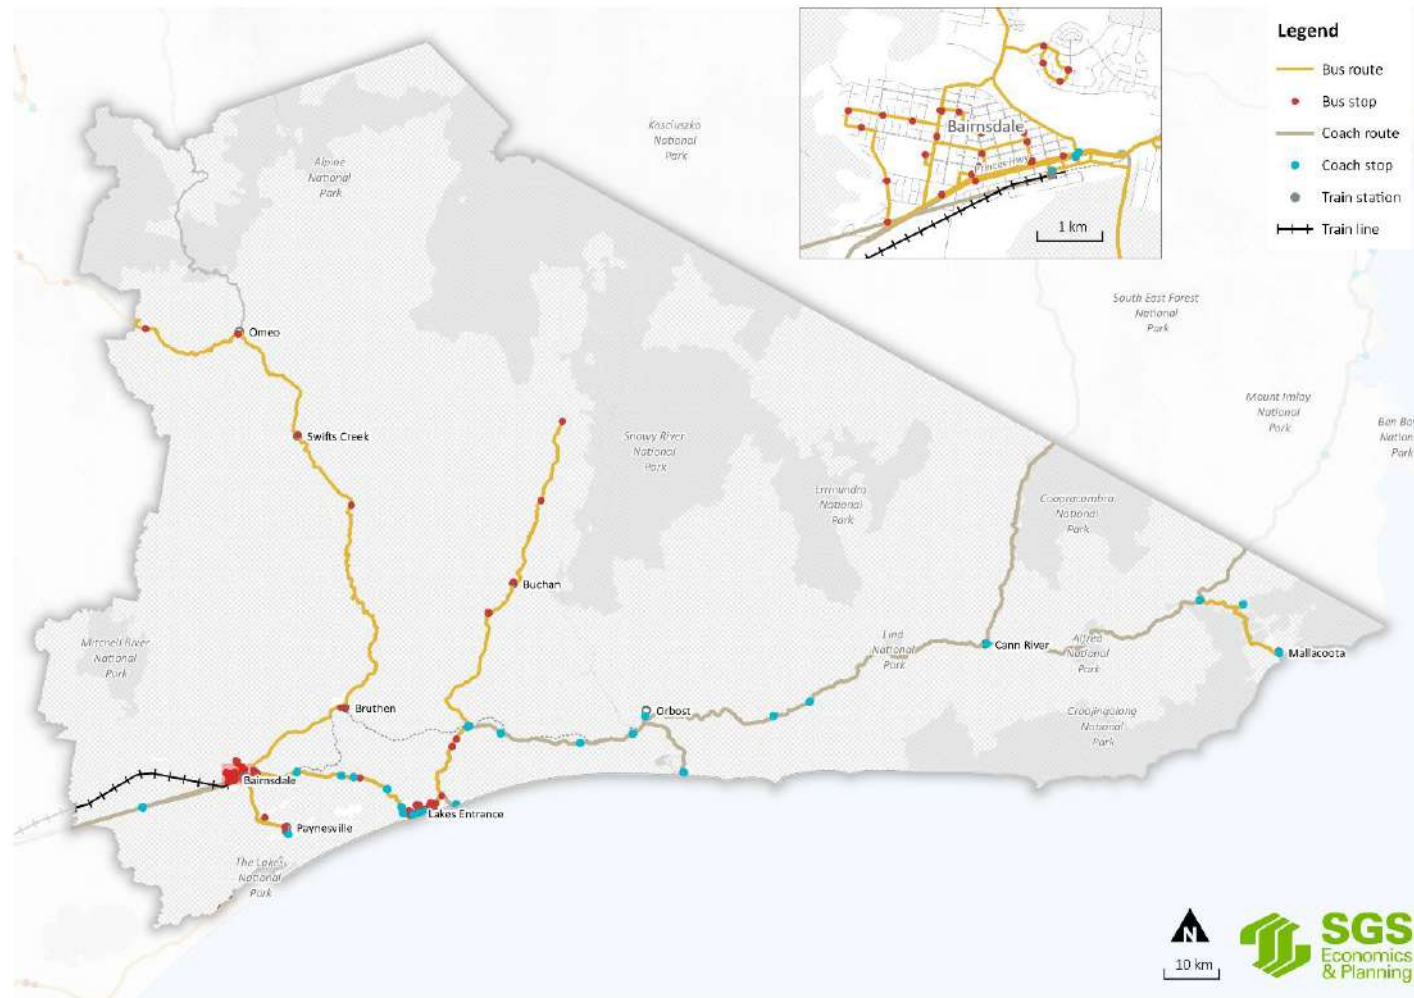 Legend
Bus route
Bus stop
Coach route
Coach stop
Train station
Train line
Bairnsdale
Princes Hwy
1 km
Kosciuszko
National
Park
Alpine
National
Park
South East Forest
National
Park
Omeo
Mount Imlay
National
Park
Swifts Creek
Snowy River
National
Park
Errinundra
National
Park
Coopracambra
National
Park
Buchan
Mitchell River
National
Park
Lind
National
Park
Cann River
Alfred
National
Park
Mallacoota
Bruthen
Orbost
Croajingolong
National
Park
Bairnsdale
Lakes Entrance
Paynesville
The Lakes
National
Park
N
10 km
SGS
Economics
& Planning